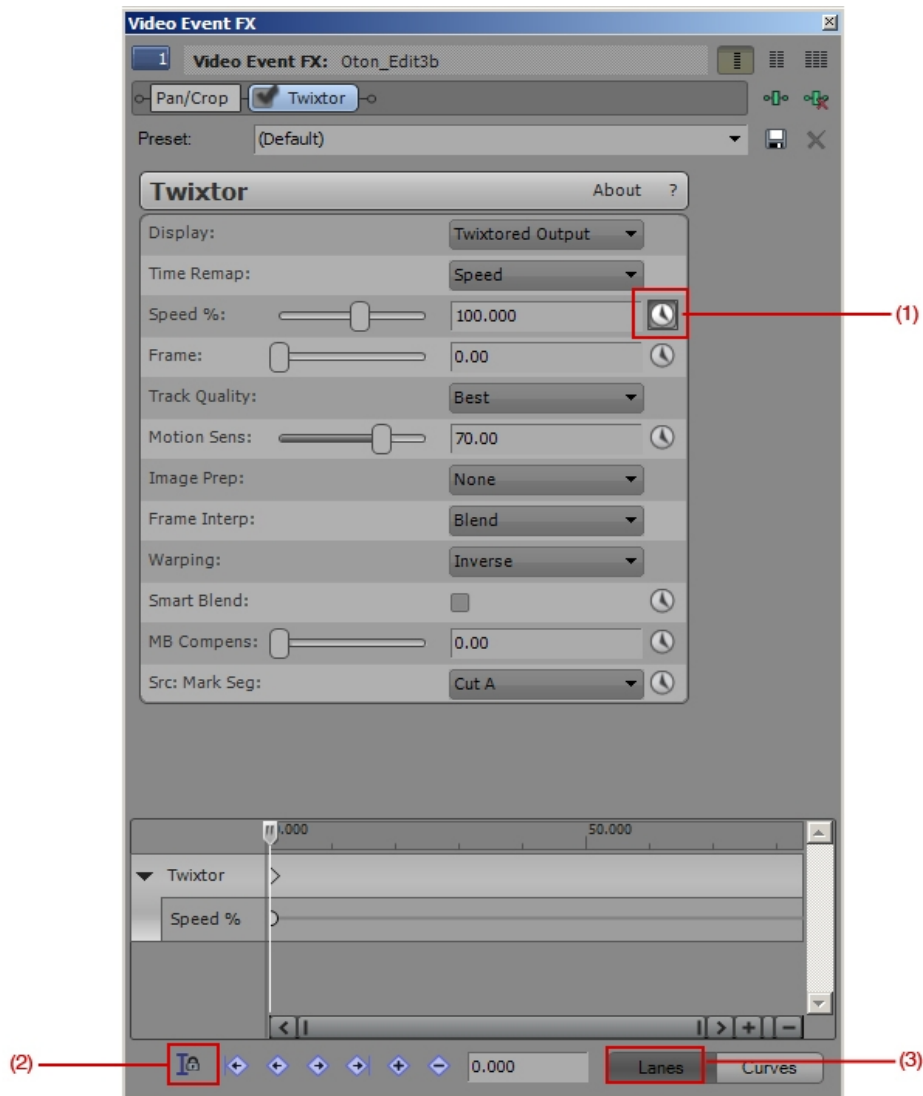 Video Event FX
1 Video Event FX: Oton_Edit3b
Pan/Crop Twixtor
Preset: (Default)
Twixtor About ?
Display: Twixtored Output
Time Remap: Speed
Speed %: 100.000 (1)
Frame: 0.00
Track Quality: Best
Motion Sens: 70.00
Image Prep: None
Frame Interp: Blend
Warping: Inverse
Smart Blend:
MB Compens: 0.00
Src: Mark Seg: Cut A
50.000
Twixtor
Speed %
(2) 0.000 Lanes Curves (3)